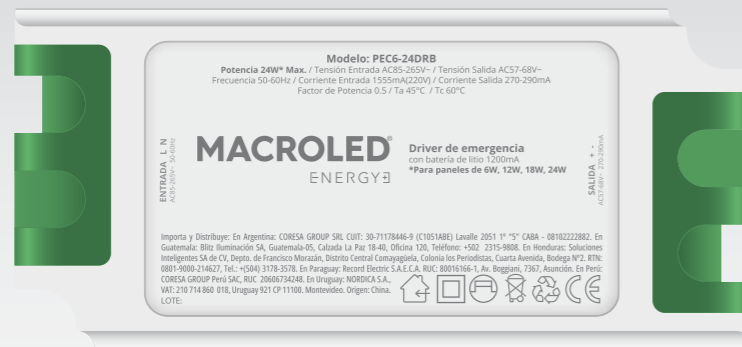 Modelo: PEC6-24DRB
Potencia 24W* Max. / Tensión Entrada AC85-265V~ / Tensión Salida AC57-68V~
Frecuencia 50-60Hz / Corriente Entrada 1555mA(220V) / Corriente Salida 270-290mA
Factor de Potencia 0.5 / Ta 45°C / Tc 60°C
ENTRADA L N
AC85-265V~ 50-60Hz
MACROLED®
ENERGY
Driver de emergencia
con batería de litio 1200mA
*Para paneles de 6W, 12W, 18W, 24W
SALIDA + -
AC57-68V~ 270-290mA
Importa y Distribuye: En Argentina: CORESA GROUP SRL CUIT: 30-71178446-9 (C1051ABE) Lavalle 2051 1º "5" CABA - 08102222882. En
Guatemala: Blitz Iluminación SA, Guatemala-05, Calzada La Paz 18-40, Oficina 120, Teléfono: +502 2315-9808. En Honduras: Soluciones
Inteligentes SA de CV, Depto. de Francisco Morazán, Distrito Central Comayagüela, Colonia los Periodistas, Cuarta Avenida, Bodega Nº2. RTN:
0801-9000-214627, Tel.: +(504) 3178-3578. En Paraguay: Record Electric S.A.E.C.A. RUC: 80016166-1, Av. Boggiani, 7367, Asunción. En Perú:
CORESA GROUP Perú SAC, RUC 20606734248. En Uruguay: NORDICA S.A.,
VAT: 210 714 860 018, Uruguay 921 CP 11100. Montevideo. Origen: China.
LOTE:
CE